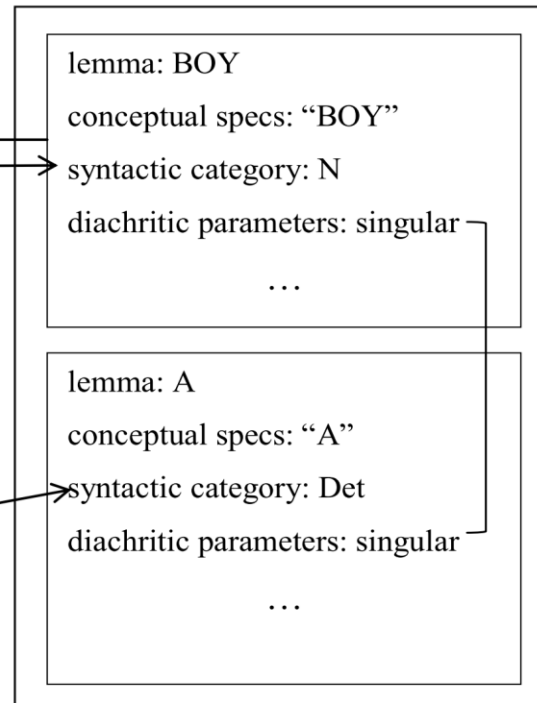 lemma: BOY
conceptual specs: “BOY”
syntactic category: N
diachritic parameters: singular
…
lemma: A
conceptual specs: “A”
syntactic category: Det
diachritic parameters: singular
…